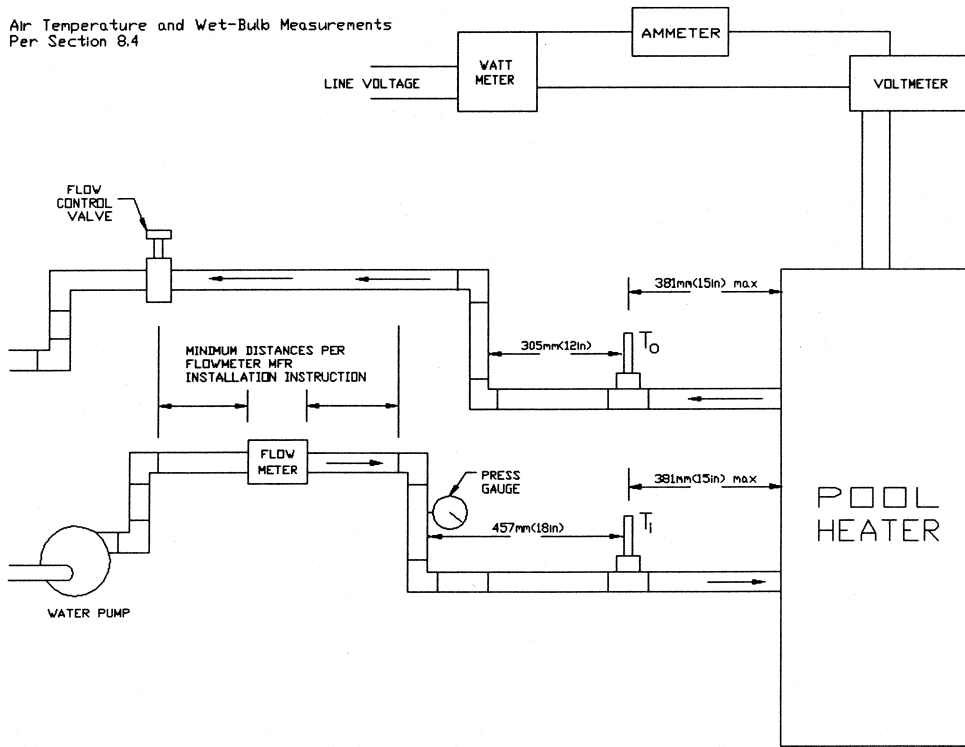 Air Temperature and Wet-Bulb Measurements
Per Section 8.4
AMMETER
WATT
METER
LINE VOLTAGE
VOLTMETER
FLOW
CONTROL
VALVE
381mm(15in) max
305mm(12in)
To
MINIMUM DISTANCES PER
FLOWMETER MFR
INSTALLATION INSTRUCTION
FLOW
METER
PRESS
GAUGE
381mm(15in) max
457mm(18in)
Ti
POOL
HEATER
WATER PUMP